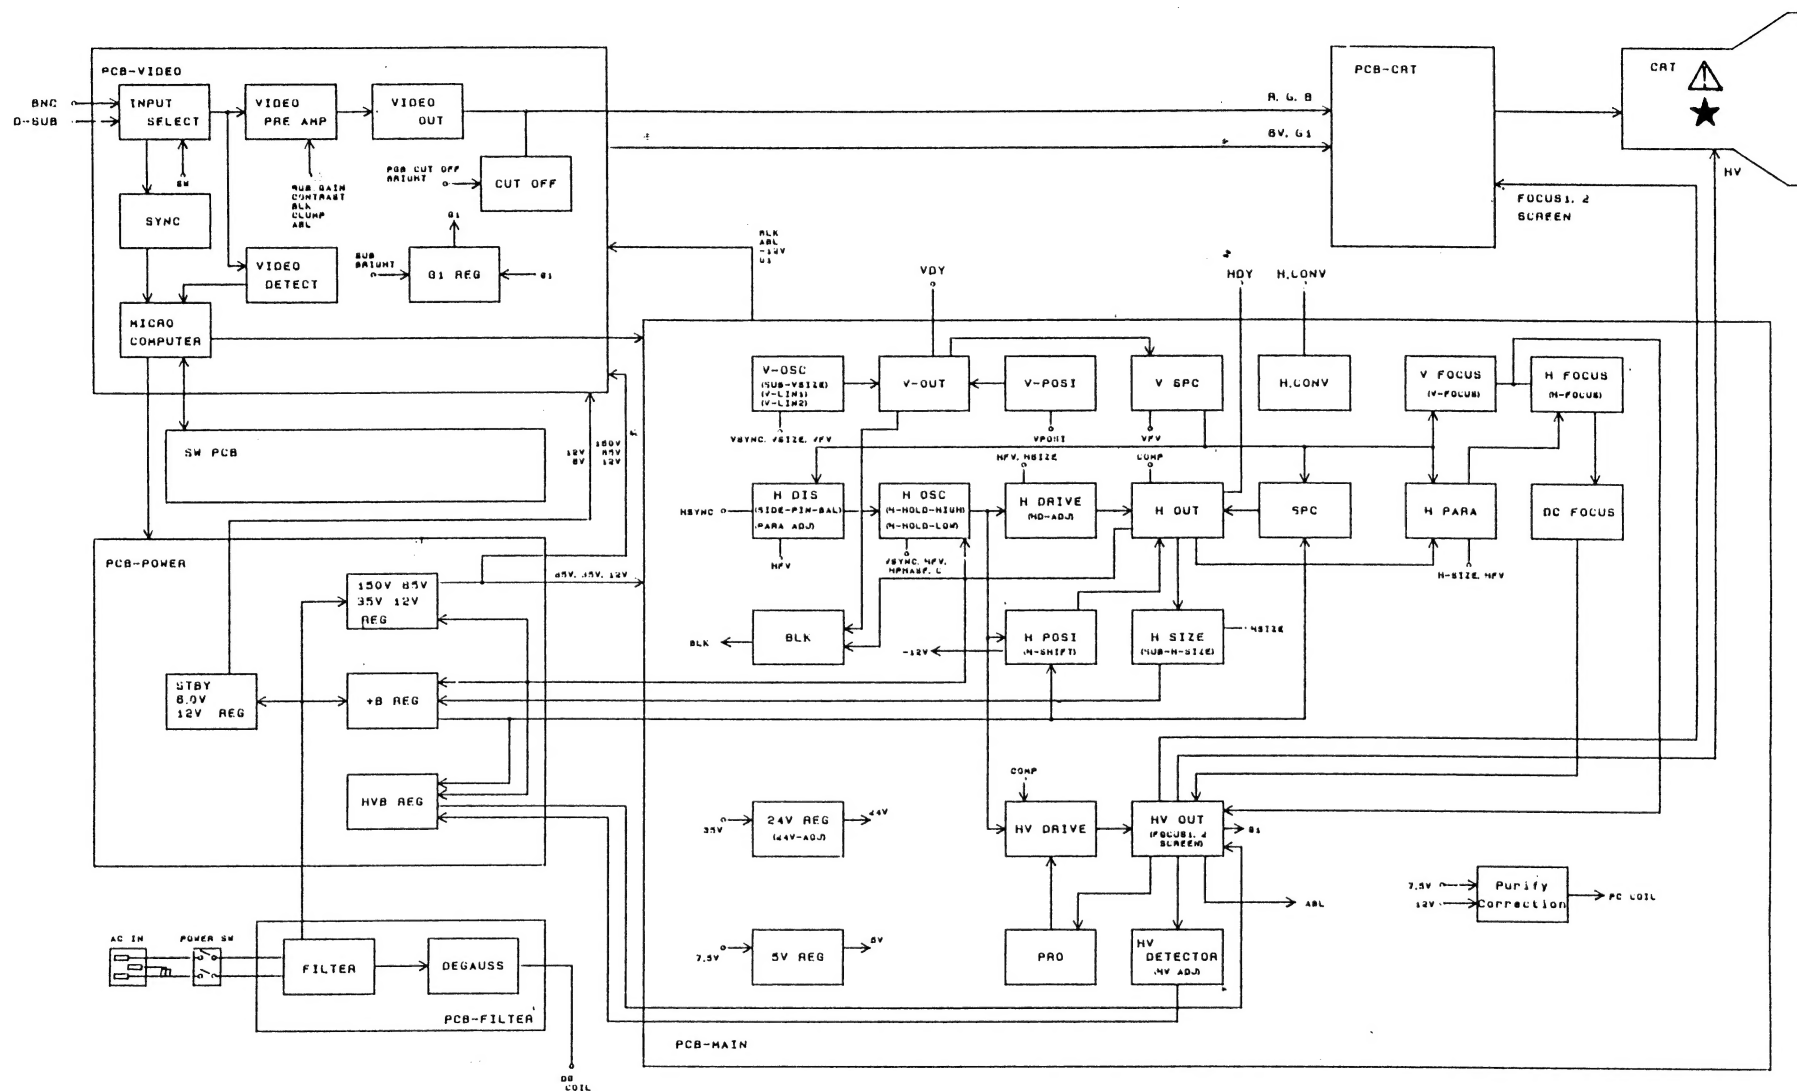 PCB-VIDEO
BNC
D-SUB
INPUT
SELECT
VIDEO
PRE AMP
VIDEO
OUT
SW
SUB GAIN
CONTRAST
BLK
CLUMP
ABL
CUT OFF
BRIGHT
CUT OFF
SYNC
VIDEO
DETECT
SUB
BRIGHT
G1
G1 REG
G1
MICRO
COMPUTER
R, G, B
8V, G1
PCB-CRT
CRT
HV
FOCUS1, 2
SCREEN
BLK
ABL
-12V
G1
SW PCB
12V
8V
150V
85V
12V
PCB-POWER
150V 85V
35V 12V
REG
85V, 35V, 12V
STBY
6.0V
12V REG
+B REG
HVB REG
AC IN
POWER SW
FILTER
DEGAUSS
PCB-FILTER
DG
COIL
PCB-MAIN
VDY
HDY
H.CONV
V-OSC
(SUB-VSIZE)
(V-LIN1)
(V-LIN2)
V-OUT
V-POSI
V SPC
H.CONV
V FOCUS
(V-FOCUS)
H FOCUS
(H-FOCUS)
VSYNC, VSIZE, VFV
VPOSI
VFV
HFV, HSIZE
COMP
HSYNC
H DIS
(SIDE-PIN-BAL)
(PARA ADJ)
H OSC
(H-HOLD-HIGH)
(H-HOLD-LOW)
H DRIVE
(HD-ADJ)
H OUT
SPC
H PARA
DC FOCUS
HFV
VSYNC, HFV,
HPHASE, C
H-SIZE, HFV
BLK
BLK
-12V
H POSI
(H-SHIFT)
H SIZE
(SUB-H-SIZE)
HSIZE
COMP
35V
24V REG
(24V-ADJ)
24V
HV DRIVE
HV OUT
(FOCUS1, 2
SCREEN)
G1
ABL
7.5V
5V REG
5V
PRO
HV
DETECTOR
(HV ADJ)
7.5V
12V
Purify
Correction
PC COIL